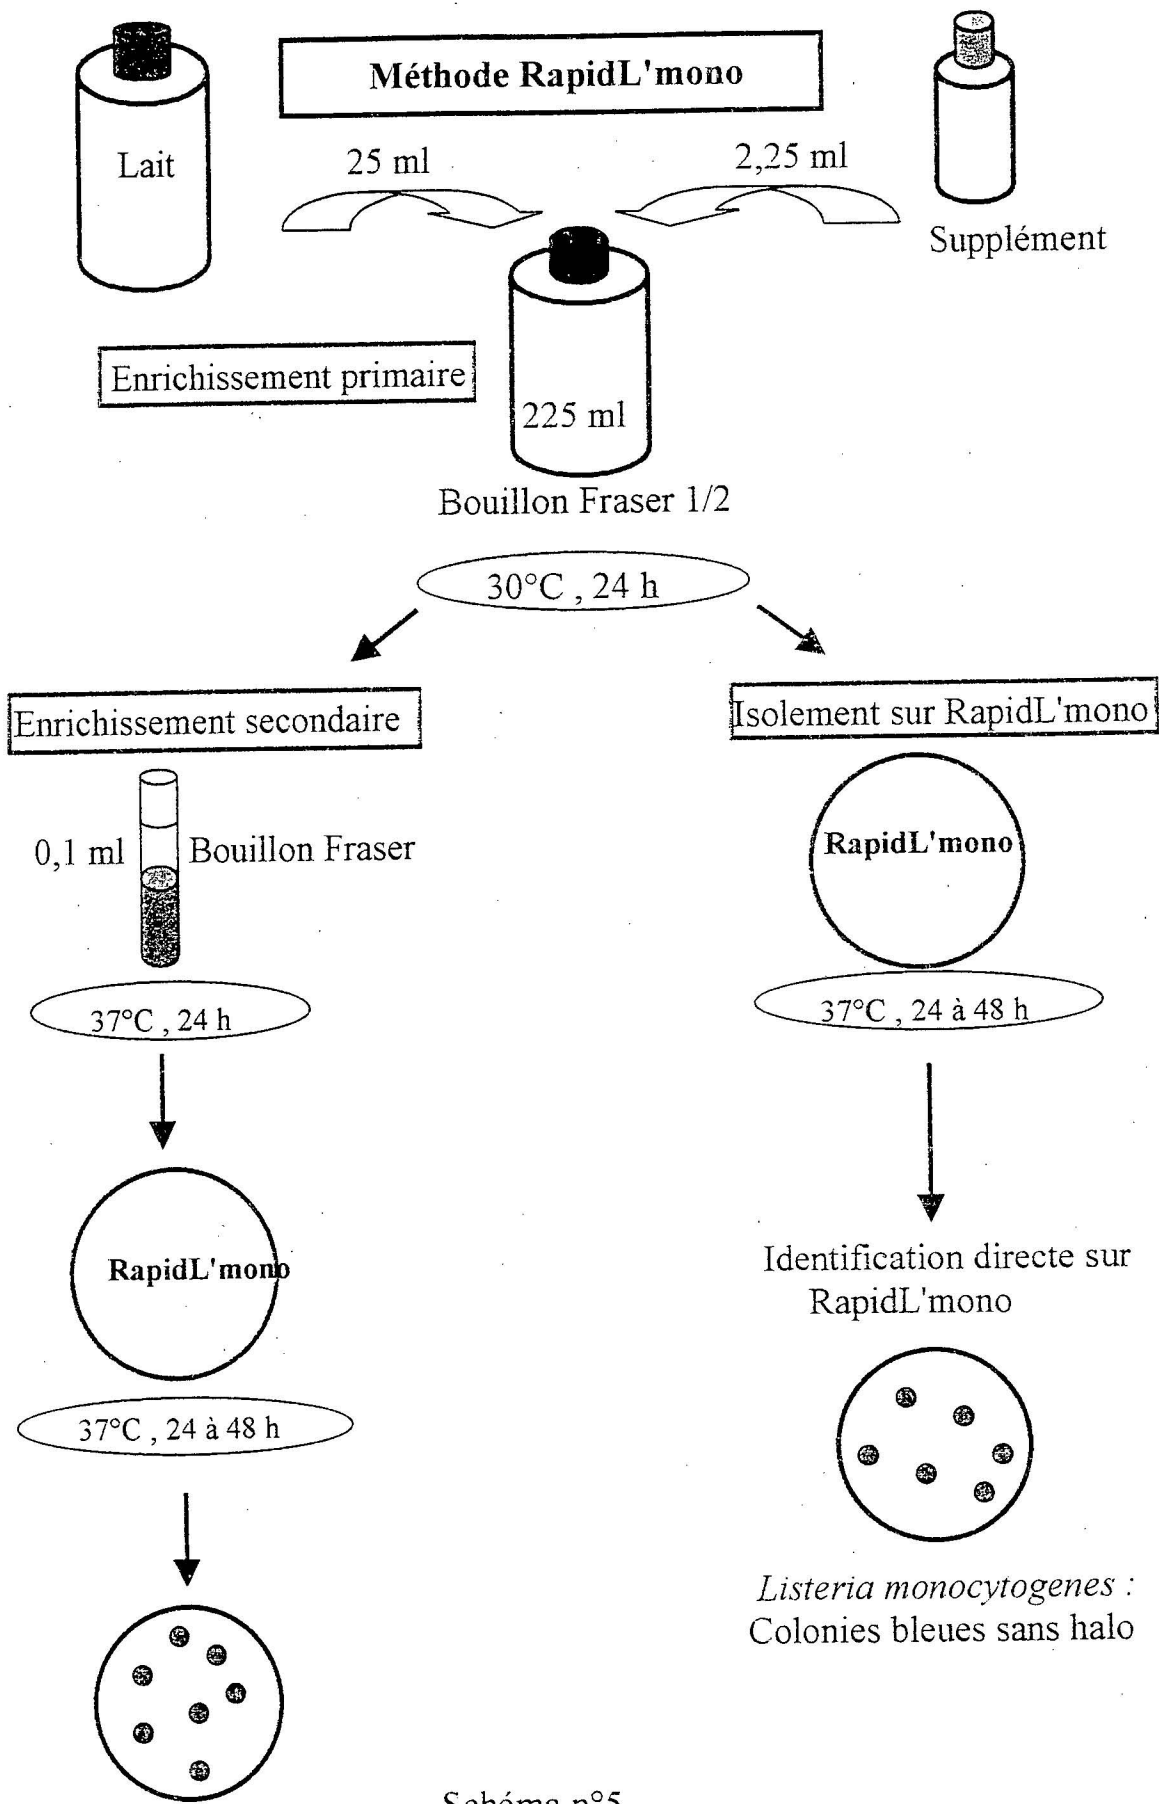 Méthode RapidL'mono
Lait
25 ml
2,25 ml
Supplément
Enrichissement primaire
225 ml
Bouillon Fraser 1/2
30°C , 24 h
Enrichissement secondaire
0,1 ml
Bouillon Fraser
37°C , 24 h
RapidL'mono
37°C , 24 à 48 h
Isolement sur RapidL'mono
RapidL'mono
37°C , 24 à 48 h
Identification directe sur
RapidL'mono
Listeria monocytogenes :
Colonies bleues sans halo
Schéma n°5